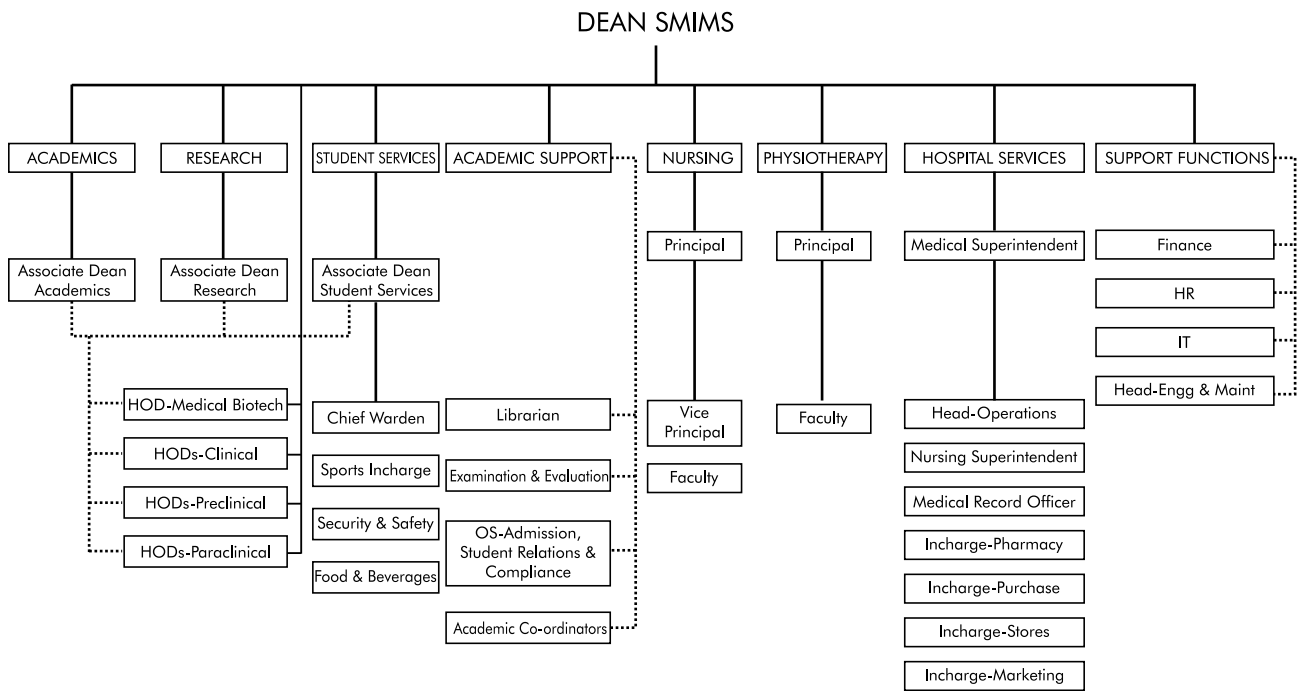 DEAN SMIMS
ACADEMICS
RESEARCH
STUDENT SERVICES
ACADEMIC SUPPORT
NURSING
PHYSIOTHERAPY
HOSPITAL SERVICES
SUPPORT FUNCTIONS
Associate Dean
Academics
Associate Dean
Research
Associate Dean
Student Services
Principal
Principal
Medical Superintendent
Finance
HR
IT
Head-Engg & Maint
HOD-Medical Biotech
HODs-Clinical
HODs-Preclinical
HODs-Paraclinical
Chief Warden
Sports Incharge
Security & Safety
Food & Beverages
Librarian
Examination & Evaluation
OS-Admission,
Student Relations &
Compliance
Academic Co-ordinators
Vice
Principal
Faculty
Faculty
Head-Operations
Nursing Superintendent
Medical Record Officer
Incharge-Pharmacy
Incharge-Purchase
Incharge-Stores
Incharge-Marketing